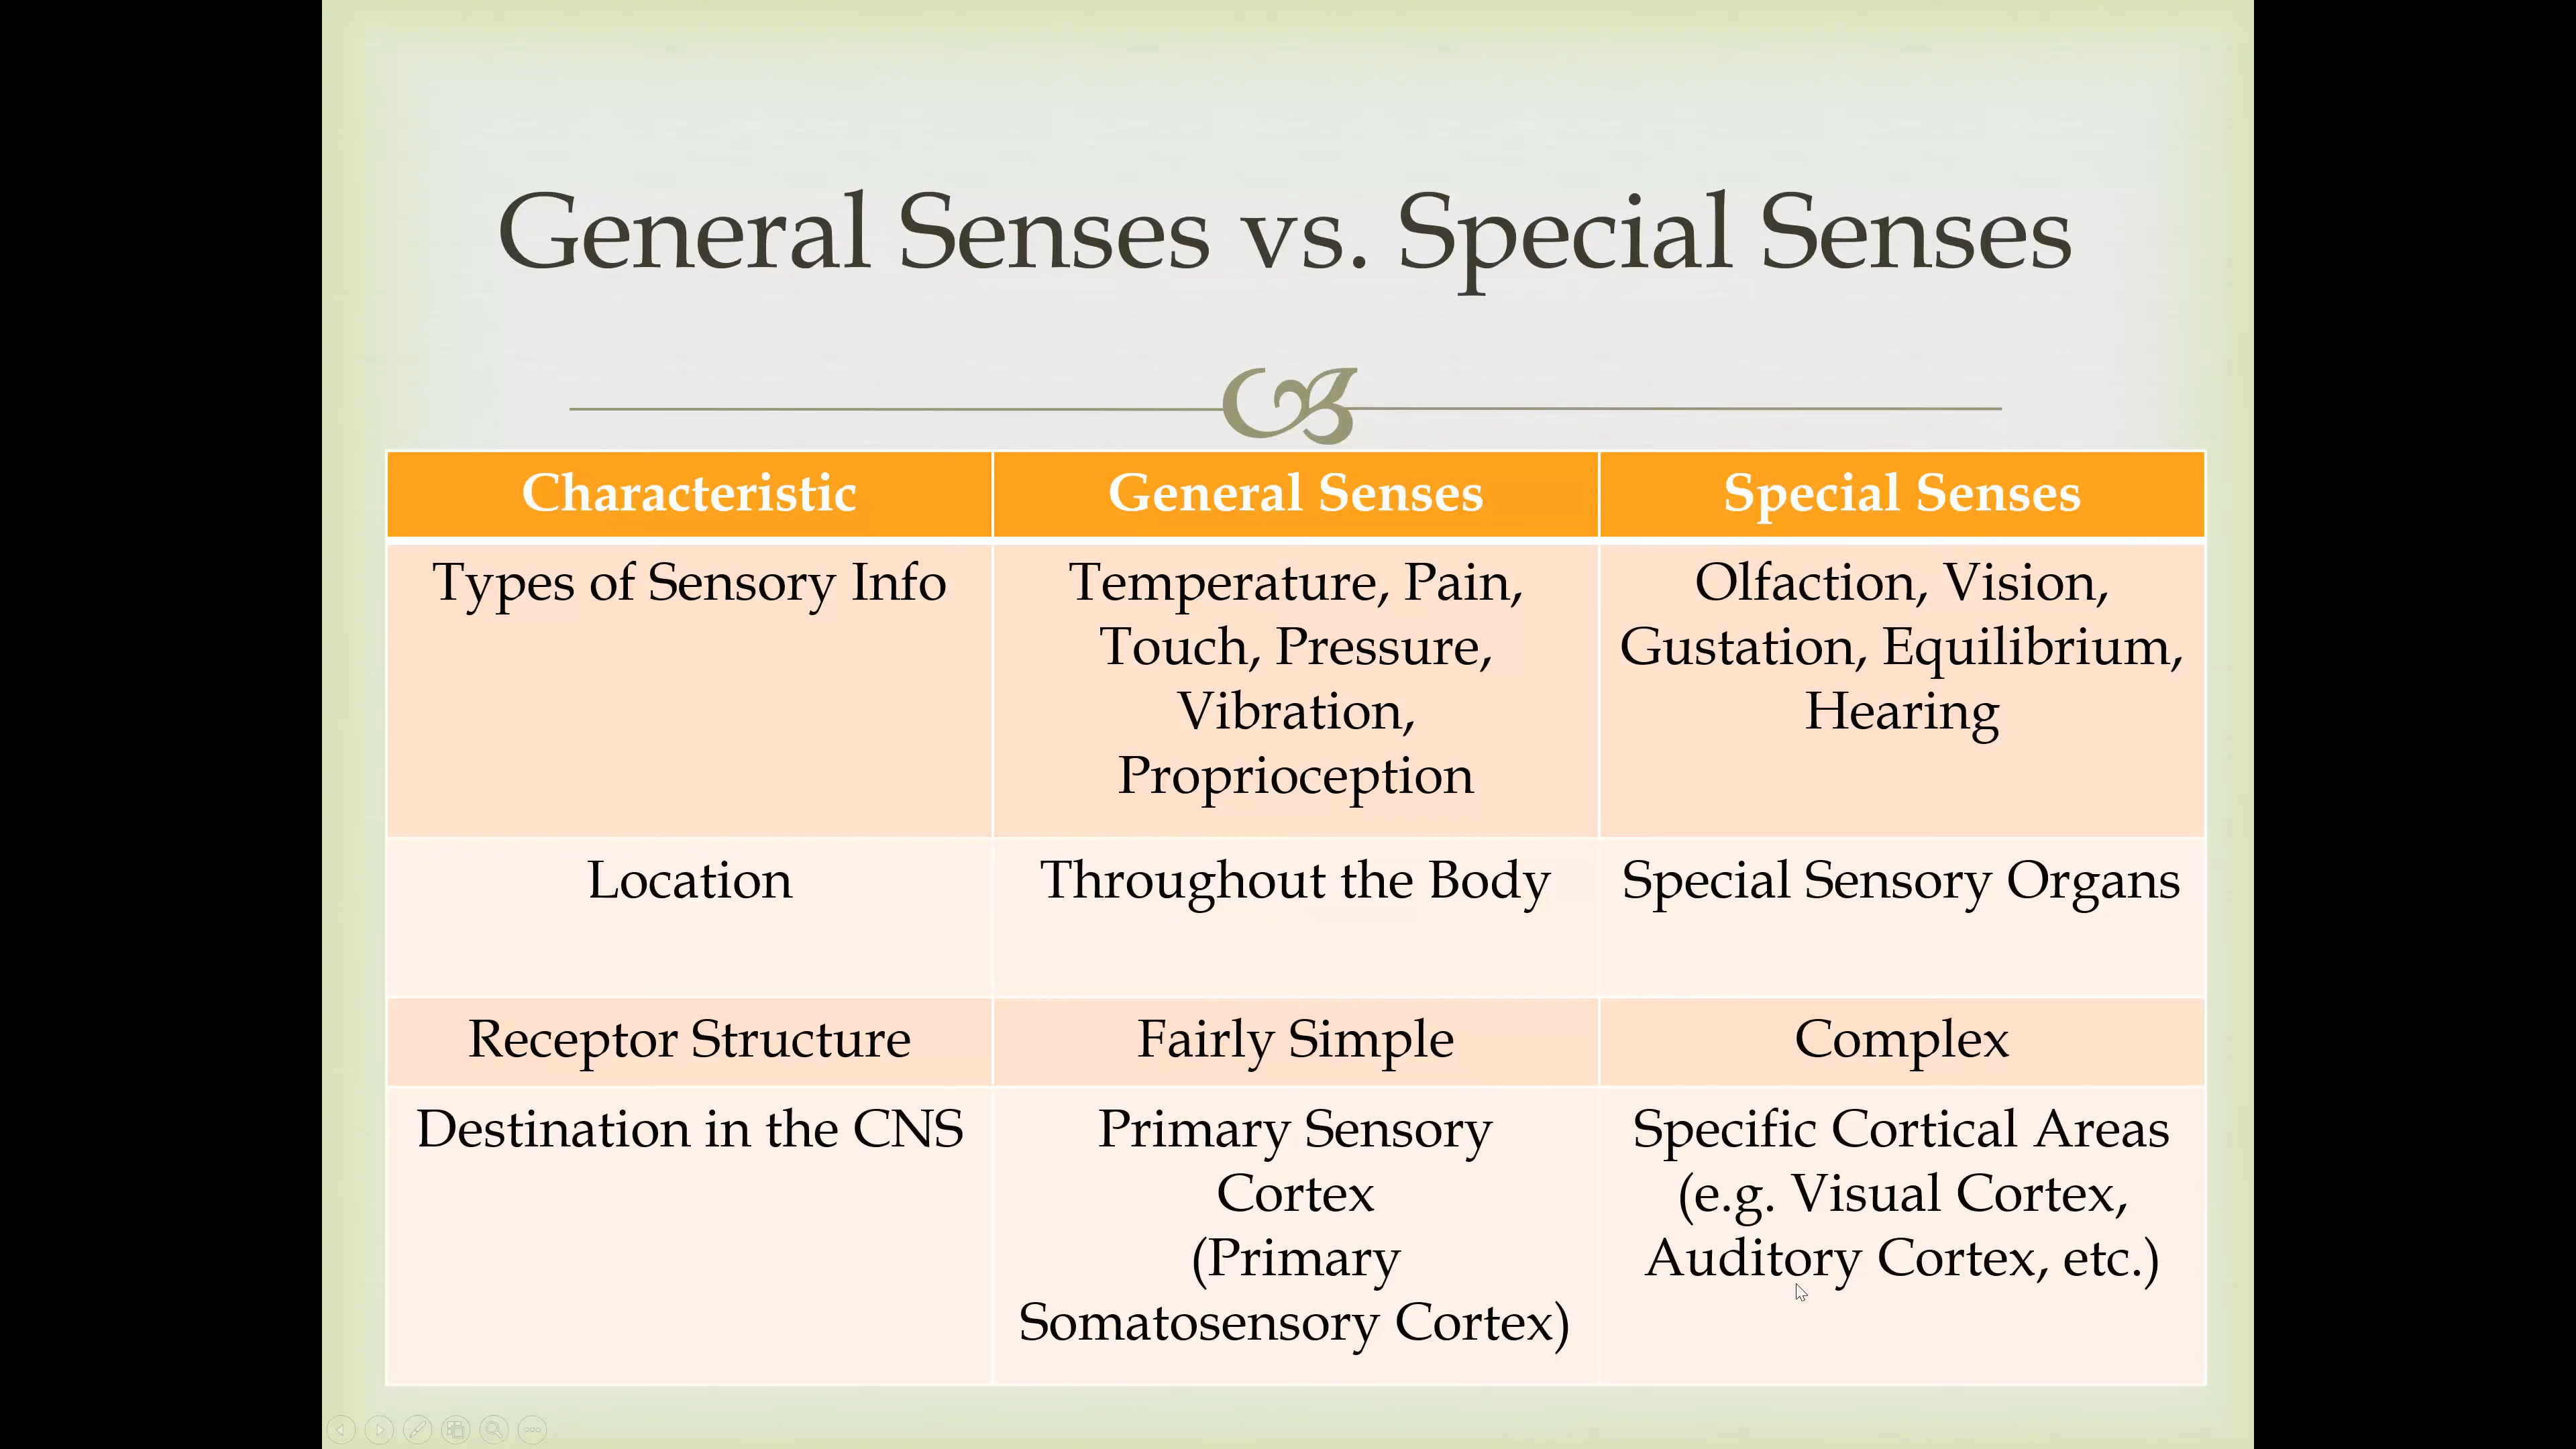 General Senses vs. Special Senses
Characteristic
General Senses
Special Senses
Types of Sensory Info
Temperature, Pain,
Touch, Pressure,
Vibration,
Proprioception
Olfaction, Vision,
Gustation, Equilibrium,
Hearing
Location
Throughout the Body
Special Sensory Organs
Receptor Structure
Fairly Simple
Complex
Destination in the CNS
Primary Sensory
Cortex
(Primary
Somatosensory Cortex)
Specific Cortical Areas
(e.g. Visual Cortex,
Auditory Cortex, etc.)